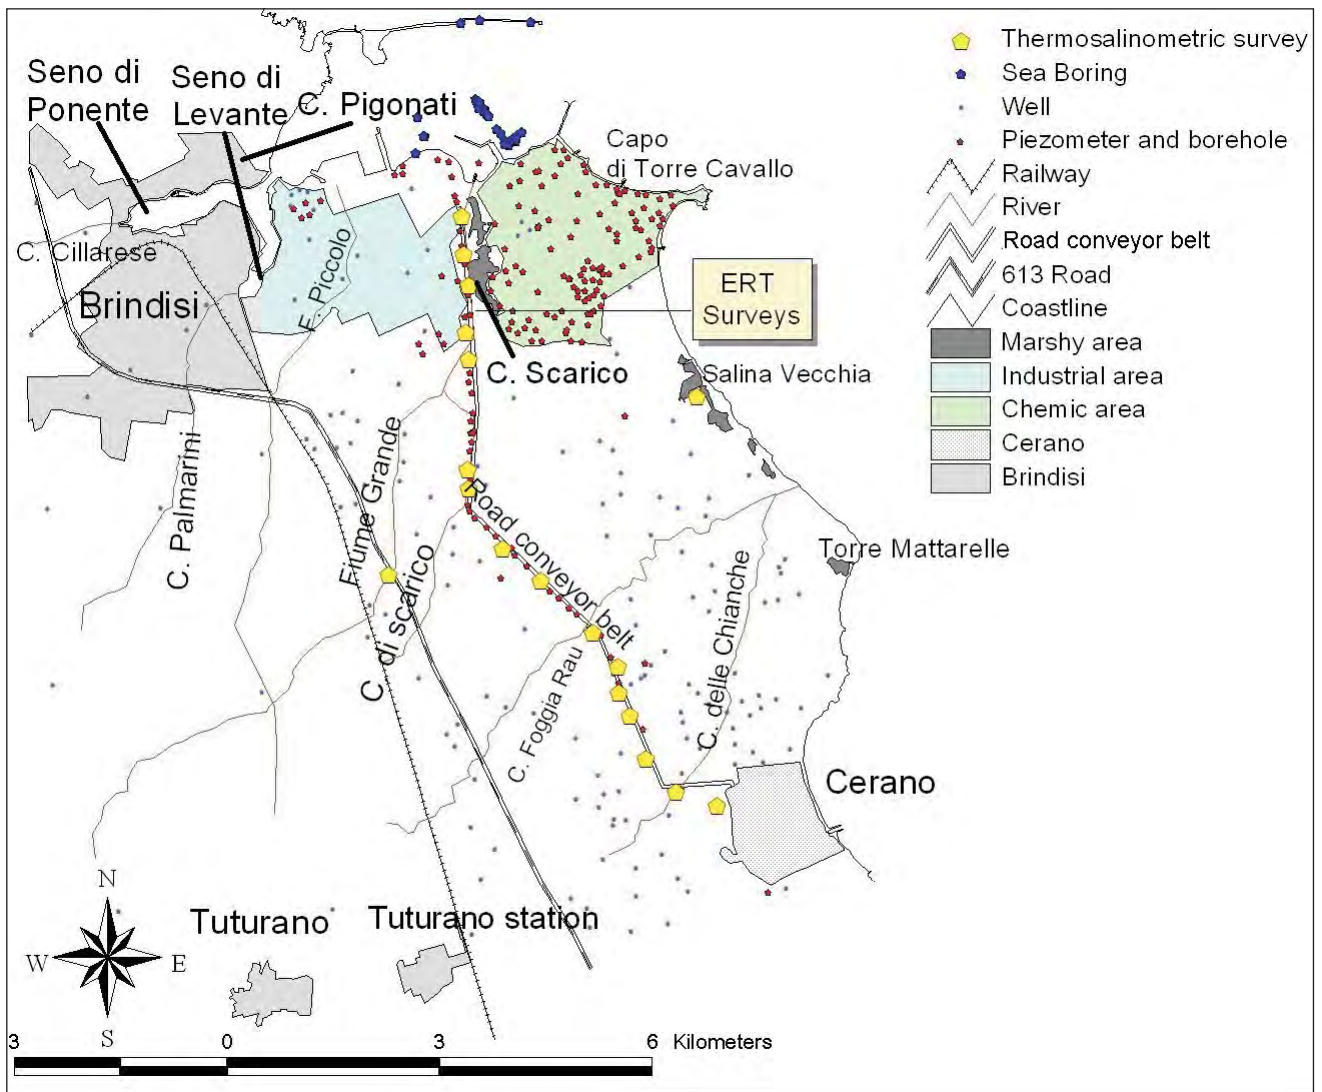 Seno di
Ponente
Seno di
Levante
C. Pigonati
Capo
di Torre Cavallo
C. Cillarese
Brindisi
F. Piccolo
ERT
Surveys
C. Scarico
Salina Vecchia
C. Palmarini
Fiume Grande
C. di scarico
Road conveyor belt
Torre Mattarelle
C. Foggia Rau
C. delle Chianche
Cerano
Tuturano
Tuturano station
N
W
E
S
3
0
3
6
Kilometers
Thermosalinometric survey
Sea Boring
Well
Piezometer and borehole
Railway
River
Road conveyor belt
613 Road
Coastline
Marshy area
Industrial area
Chemic area
Cerano
Brindisi